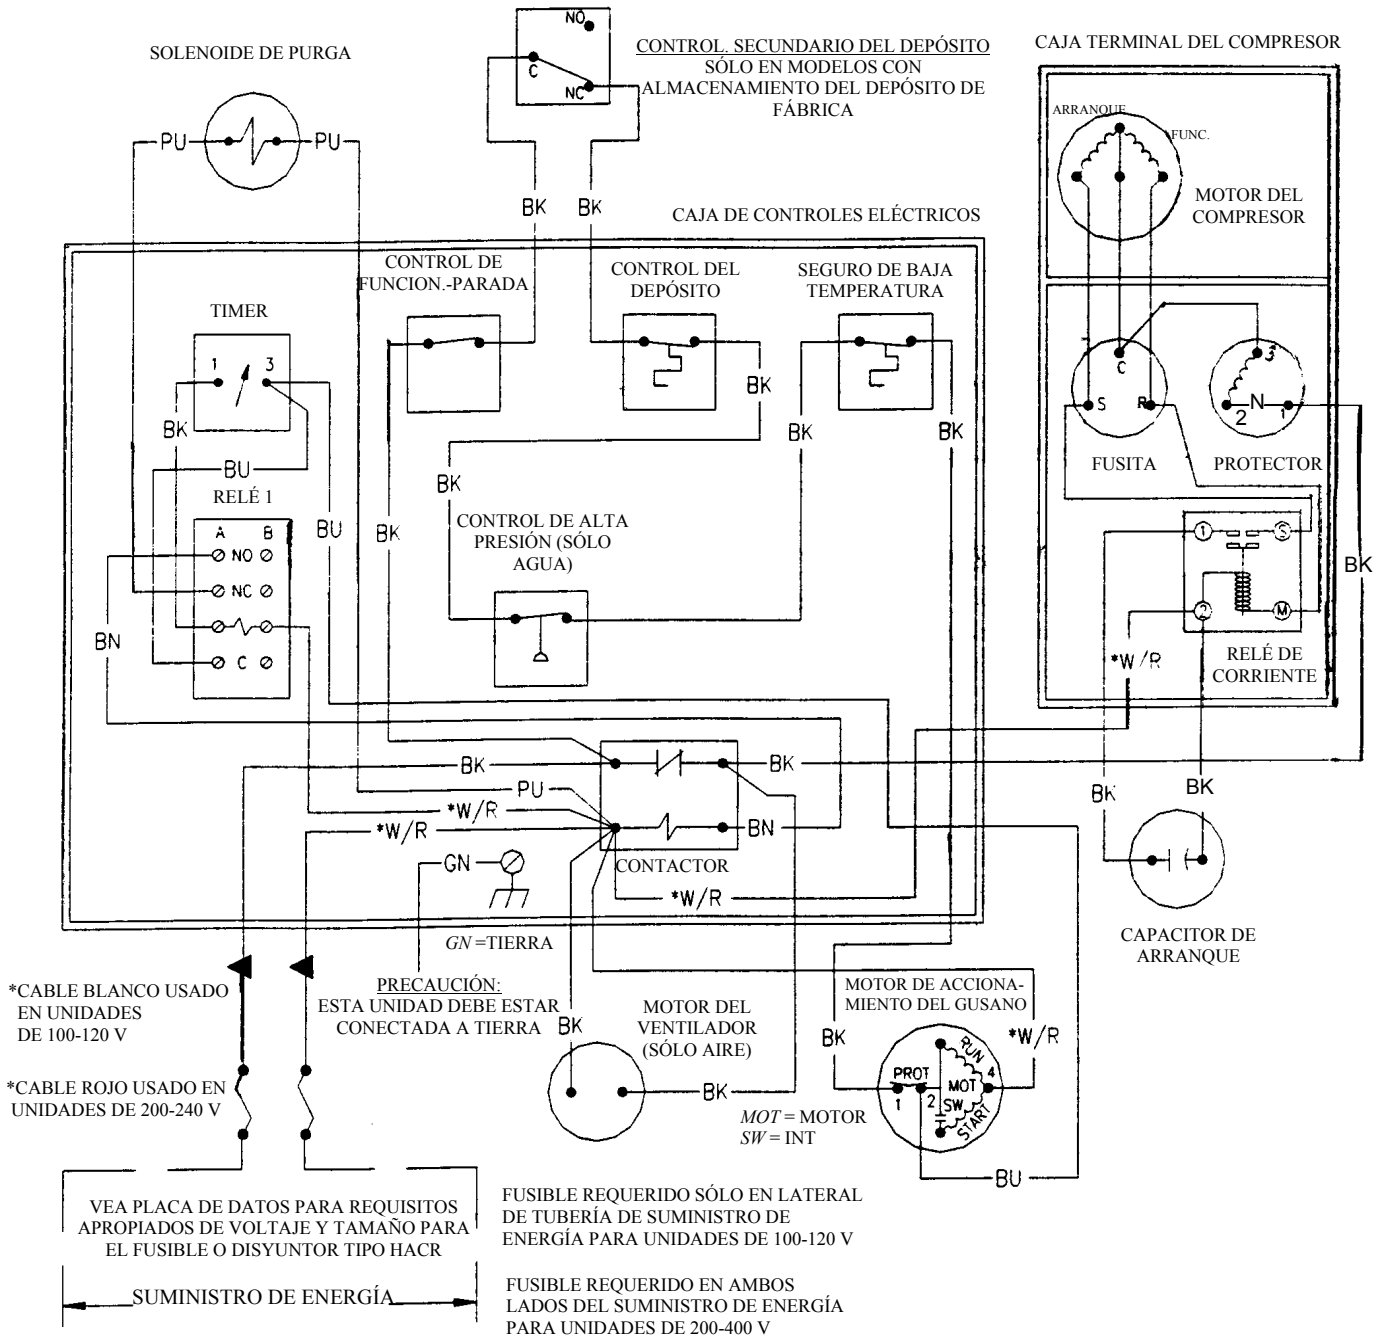 NO
C
NC
SOLENOIDE DE PURGA
CONTROL. SECUNDARIO DEL DEPÓSITO
SÓLO EN MODELOS CON
ALMACENAMIENTO DEL DEPÓSITO DE
FÁBRICA
CAJA TERMINAL DEL COMPRESOR
ARRANQUE
FUNC.
MOTOR DEL
COMPRESOR
PU
PU
BK
BK
CAJA DE CONTROLES ELÉCTRICOS
CONTROL DE
FUNCION.-PARADA
CONTROL DEL
DEPÓSITO
SEGURO DE BAJA
TEMPERATURA
TIMER
1
3
BK
BU
BK
BK
BK
BK
BK
BU
C
S
R
3
2
N
1
FUSITA
PROTECTOR
RELÉ 1
A
B
NO
NC
C
BN
CONTROL DE ALTA
PRESIÓN (SÓLO
AGUA)
1
S
2
M
BK
*W/R
RELÉ DE
CORRIENTE
BK
BK
PU
*W/R
*W/R
BN
GN
CONTACTOR
*W/R
BK
BK
CAPACITOR DE
ARRANQUE
GN =TIERRA
PRECAUCIÓN:
ESTA UNIDAD DEBE ESTAR
CONECTADA A TIERRA
*CABLE BLANCO USADO
EN UNIDADES
DE 100-120 V
*CABLE ROJO USADO EN
UNIDADES DE 200-240 V
BK
MOTOR DEL
VENTILADOR
(SÓLO AIRE)
BK
MOTOR DE ACCIONA-
MIENTO DEL GUSANO
BK
*W/R
RUN
PROT
MOT
4
1
2
SW
START
BU
MOT = MOTOR
SW = INT
VEA PLACA DE DATOS PARA REQUISITOS
APROPIADOS DE VOLTAJE Y TAMAÑO PARA
EL FUSIBLE O DISYUNTOR TIPO HACR
SUMINISTRO DE ENERGÍA
FUSIBLE REQUERIDO SÓLO EN LATERAL
DE TUBERÍA DE SUMINISTRO DE
ENERGÍA PARA UNIDADES DE 100-120 V
FUSIBLE REQUERIDO EN AMBOS
LADOS DEL SUMINISTRO DE ENERGÍA
PARA UNIDADES DE 200-400 V